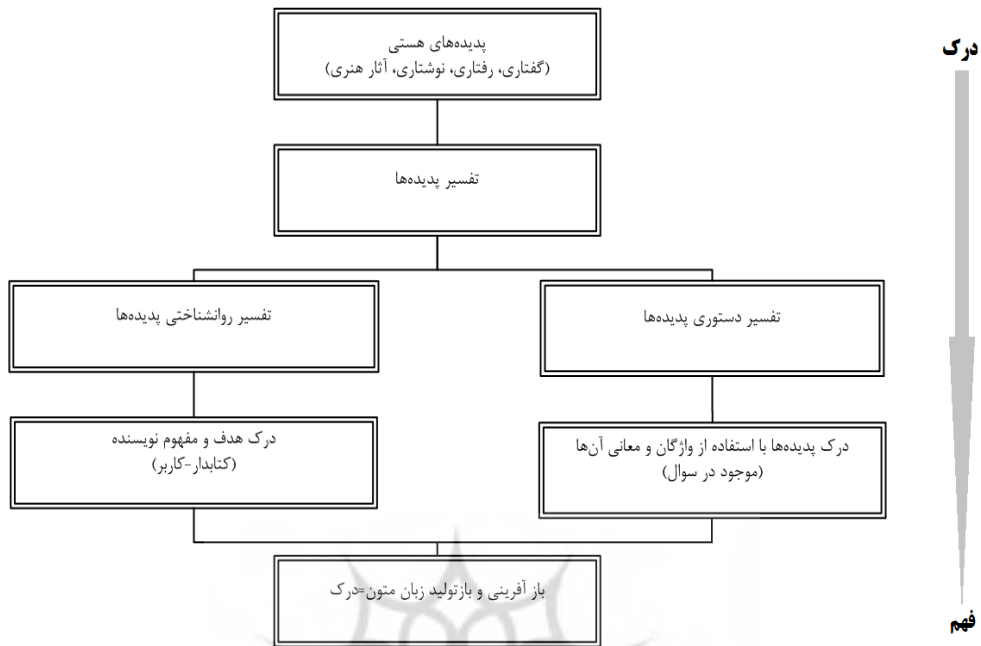 پدیده‌های هستی
(گفتاری، رفتاری، نوشتاری، آثار هنری)
درک
تفسیر پدیده‌ها
تفسیر دستوری پدیده‌ها
تفسیر روانشناختی پدیده‌ها
درک پدیده‌ها با استفاده از واژگان و معانی آن‌ها
(موجود در سوال)
درک هدف و مفهوم نویسنده
(کتابدار-کاربر)
باز آفرینی و بازتولید زبان متون=درک
فهم